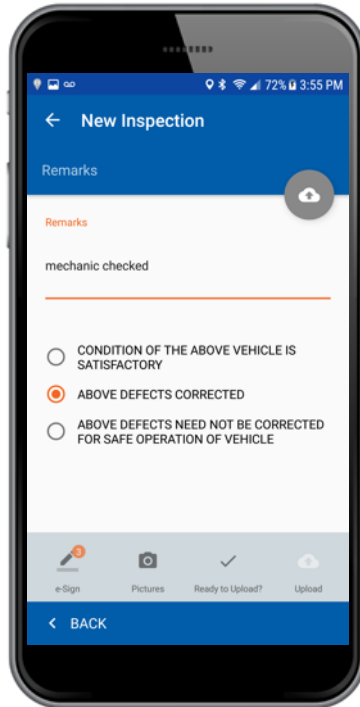 72% 3:55 PM
New Inspection
Remarks
Remarks
mechanic checked
CONDITION OF THE ABOVE VEHICLE IS
SATISFACTORY
ABOVE DEFECTS CORRECTED
ABOVE DEFECTS NEED NOT BE CORRECTED
FOR SAFE OPERATION OF VEHICLE
3
e-Sign Pictures Ready to Upload? Upload
BACK